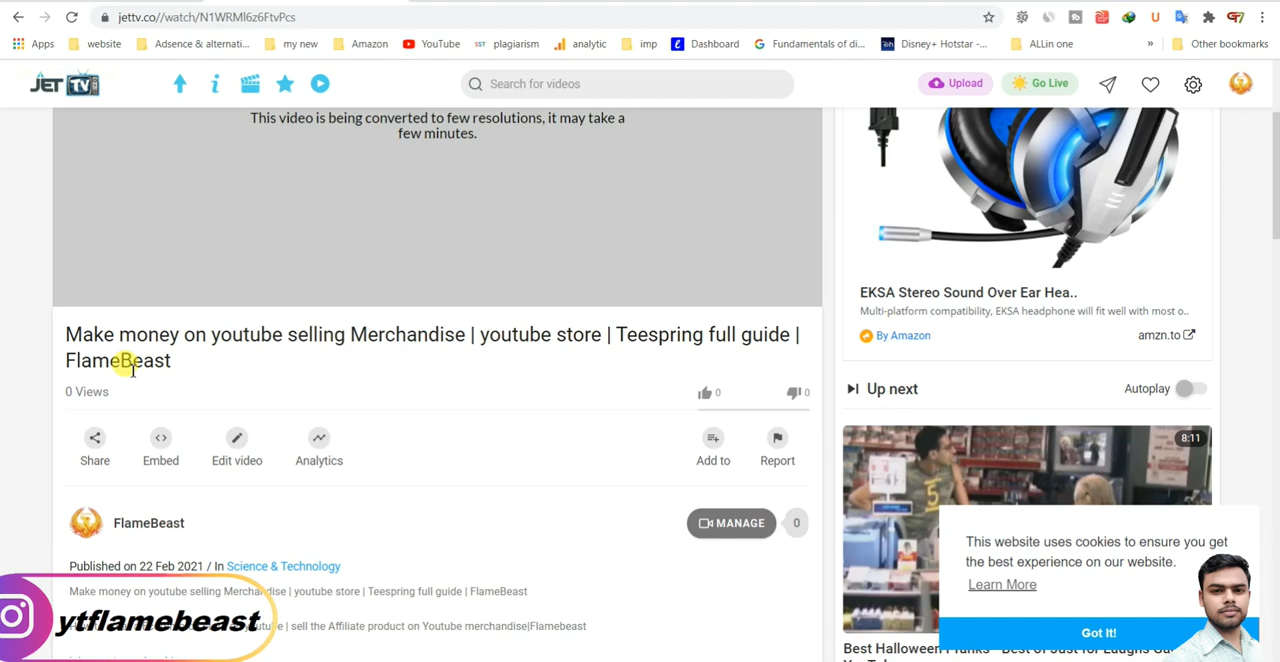 jettv.co//watch/N1WRMl6z6FtvPcs
Apps website Adsence & alternati... my new Amazon YouTube SST plagiarism analytic imp Dashboard Fundamentals of di... Disney+ Hotstar -... ALLin one » Other bookmarks
JET TV Search for videos Upload Go Live
This video is being converted to few resolutions, it may take a
few minutes.
Make money on youtube selling Merchandise | youtube store | Teespring full guide |
FlameBeast
0 Views 0 0
Share Embed Edit video Analytics Add to Report
FlameBeast MANAGE 0
Published on 22 Feb 2021 / In Science & Technology
Make money on youtube selling Merchandise | youtube store | Teespring full guide | FlameBeast
| sell the Affiliate product on Youtube merchandise|Flamebeast
ytflamebeast
EKSA Stereo Sound Over Ear Hea..
Multi-platform compatibility, EKSA headphone will fit well with most o..
By Amazon amzn.to
Up next Autoplay
8:11
5
This website uses cookies to ensure you get
the best experience on our website.
Learn More
Got It!
Best Halloween Pranks - Best of Just for Laughs